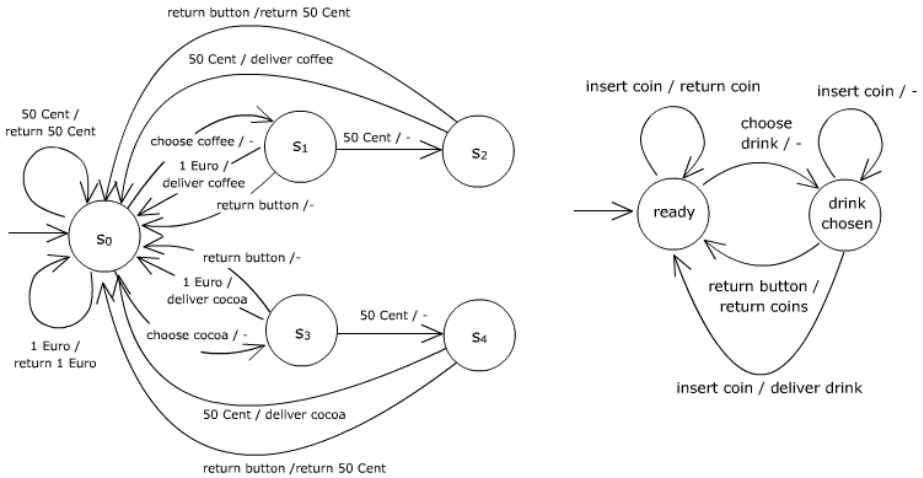 return button /return 50 Cent
50 Cent / deliver coffee
50 Cent /
return 50 Cent
choose coffee / -
s1
50 Cent / -
s2
1 Euro /
deliver coffee
return button /-
s0
return button /-
1 Euro /
deliver cocoa
s3
50 Cent / -
s4
choose cocoa / -
1 Euro /
return 1 Euro
50 Cent / deliver cocoa
return button /return 50 Cent
insert coin / return coin
insert coin / -
choose
drink / -
ready
drink
chosen
return button /
return coins
insert coin / deliver drink